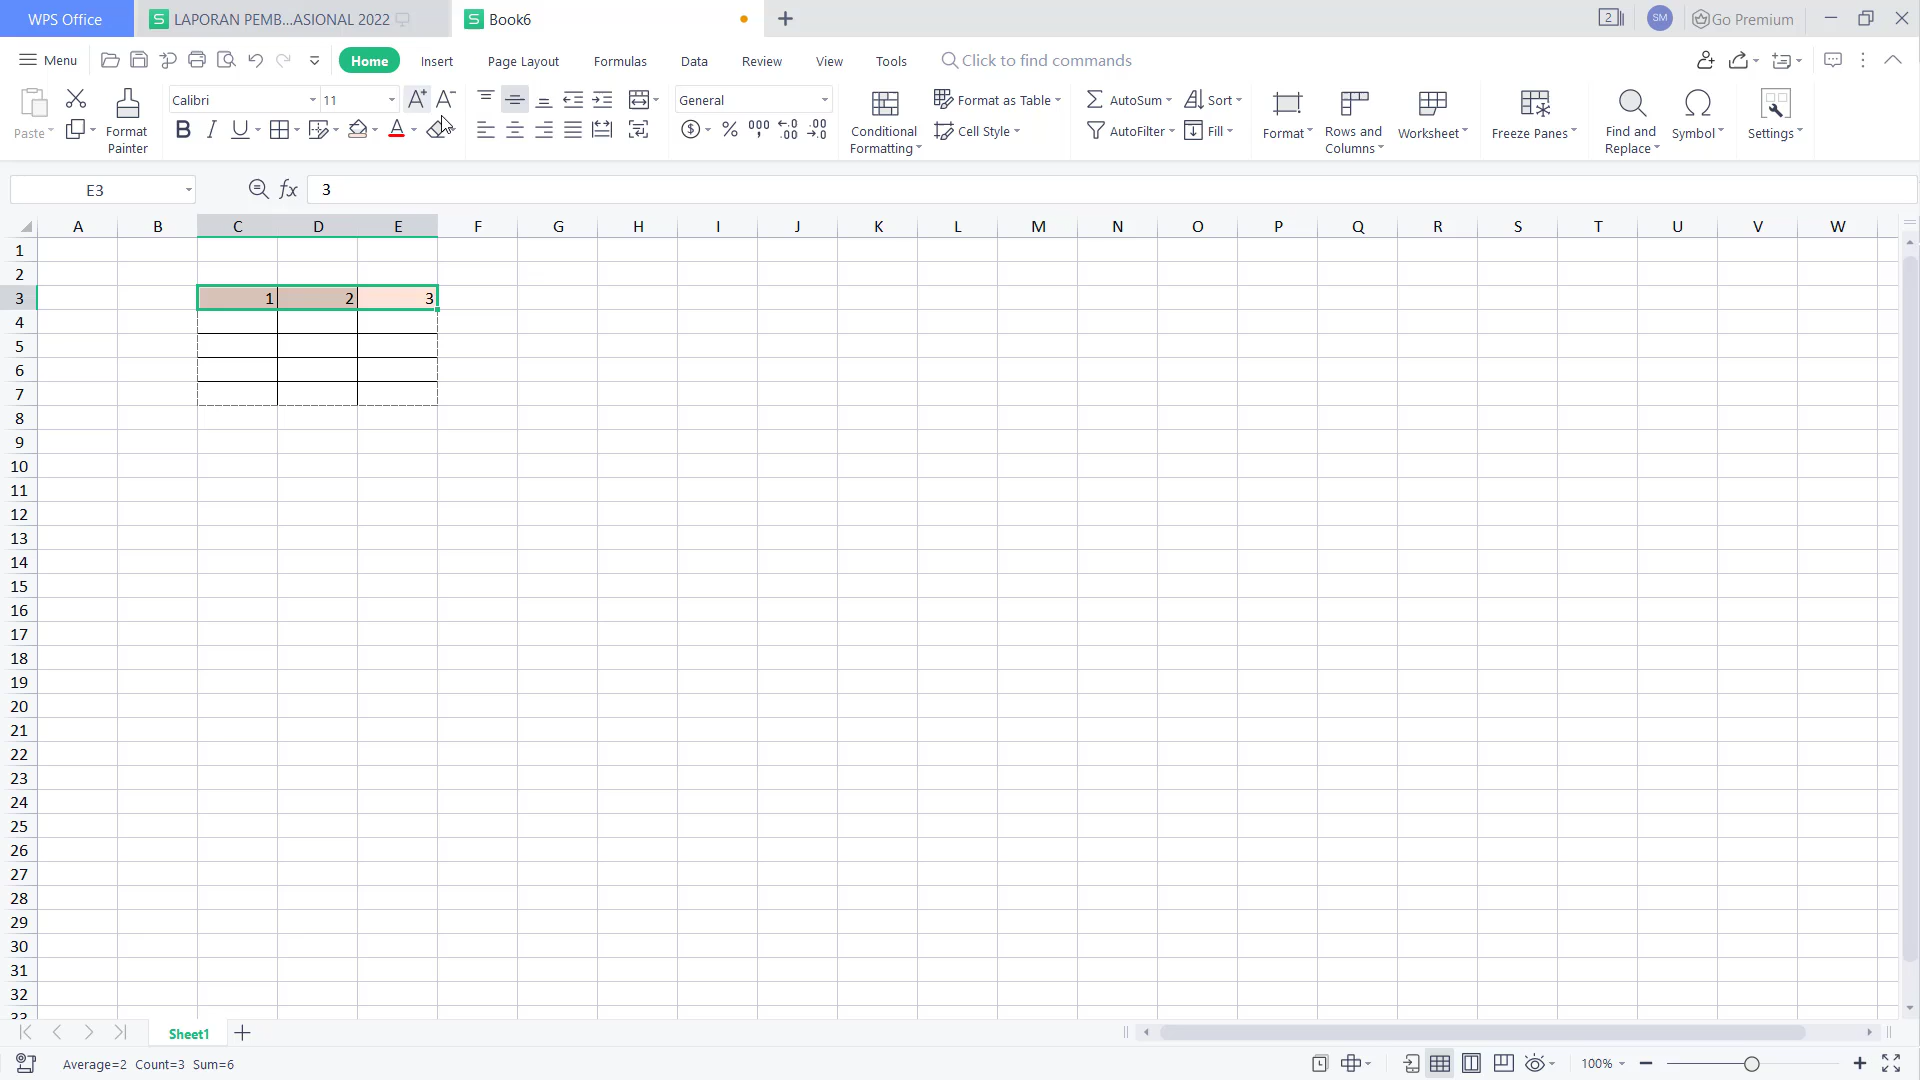 WPS Office
LAPORAN PEMB...ASIONAL 2022
Book6
2
SM
Go Premium
Menu
Home
Insert
Page Layout
Formulas
Data
Review
View
Tools
Click to find commands
Paste
Format
Painter
Calibri
11
General
Conditional
Formatting
Format as Table
Cell Style
AutoSum
AutoFilter
Sort
Fill
Format
Rows and
Columns
Worksheet
Freeze Panes
Find and
Replace
Symbol
Settings
E3
fx
3
A B C D E F G H I J K L M N O P Q R S T U V W
1
2
3 1 2 3
4
5
6
7
8
9
10
11
12
13
14
15
16
17
18
19
20
21
22
23
24
25
26
27
28
29
30
31
32
33
Sheet1
Average=2 Count=3 Sum=6
100%